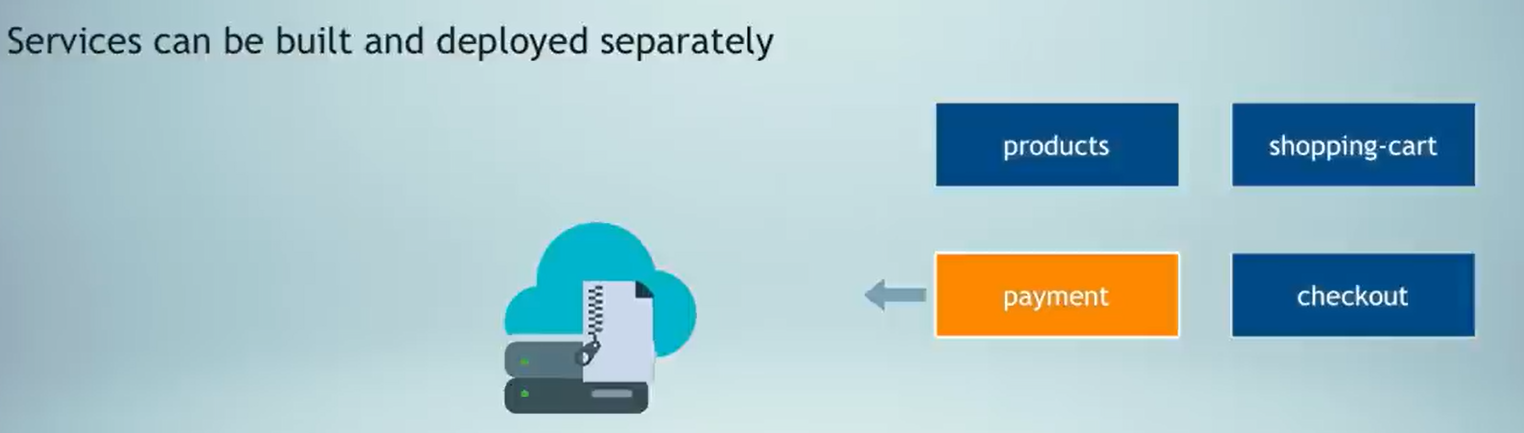 Services can be built and deployed separately
products
shopping-cart
payment
checkout